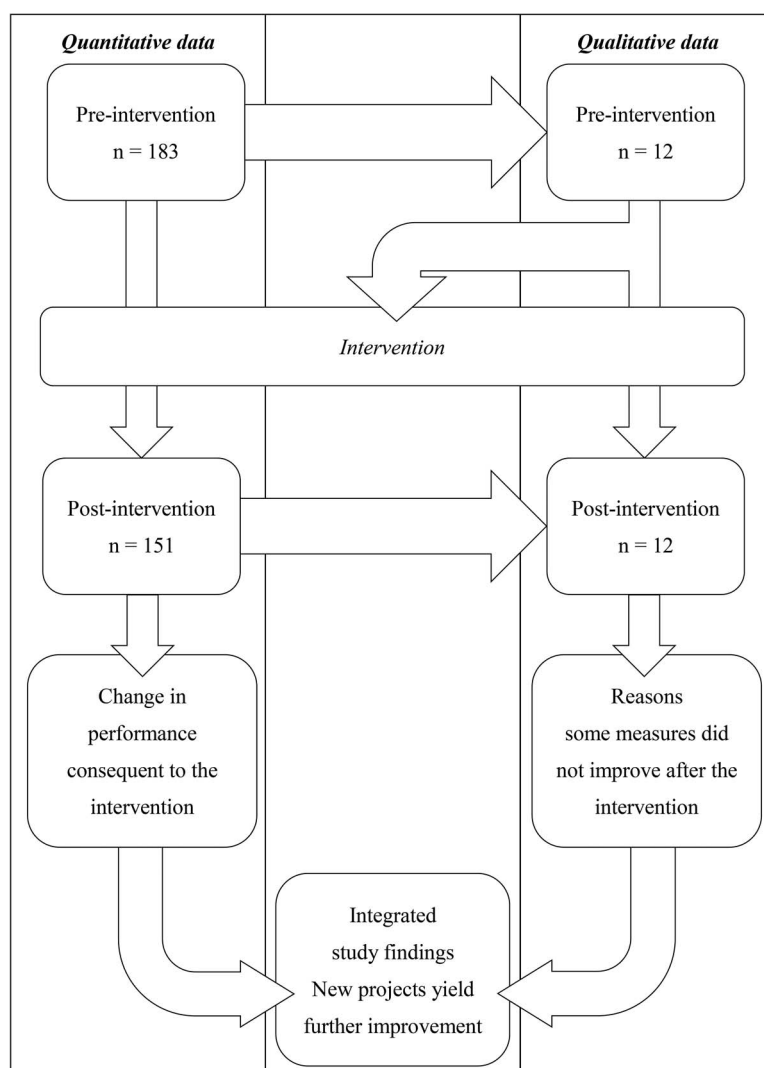 Quantitative data
Qualitative data
Pre-intervention
n = 183
Pre-intervention
n = 12
Intervention
Post-intervention
n = 151
Post-intervention
n = 12
Change in
performance
consequent to the
intervention
Reasons
some measures did
not improve after the
intervention
Integrated
study findings
New projects yield
further improvement